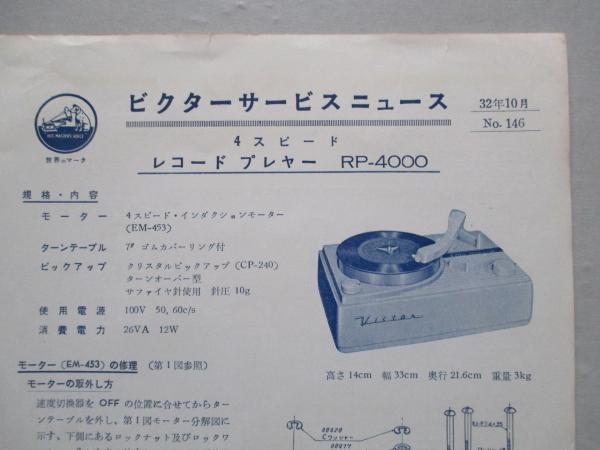 ビクターサービスニュース
32年10月
No. 146
HIS MASTER'S VOICE
世界のマーク
4スピード
レコード プレヤー RP-4000
規格・内容
モーター 4スピード・インダクションモーター
(EM-453)
ターンテーブル 7" ゴムカバーリング付
ピックアップ クリスタルピックアップ (CP-240)
ターンオーバー型
サファイヤ針使用 針圧 10g
使用電源 100V 50, 60c/s
消費電力 26VA 12W
Victor
高さ 14cm 幅 33cm 奥行 21.6cm 重量 3kg
モーター (EM-453) の修理 (第1図参照)
モーターの取外し方
速度切換器を OFF の位置に合せてからター
ンテーブルを外し、第1図モーター分解図に
示す、下側にあるロックナット及びロックワ
Cワッシャー